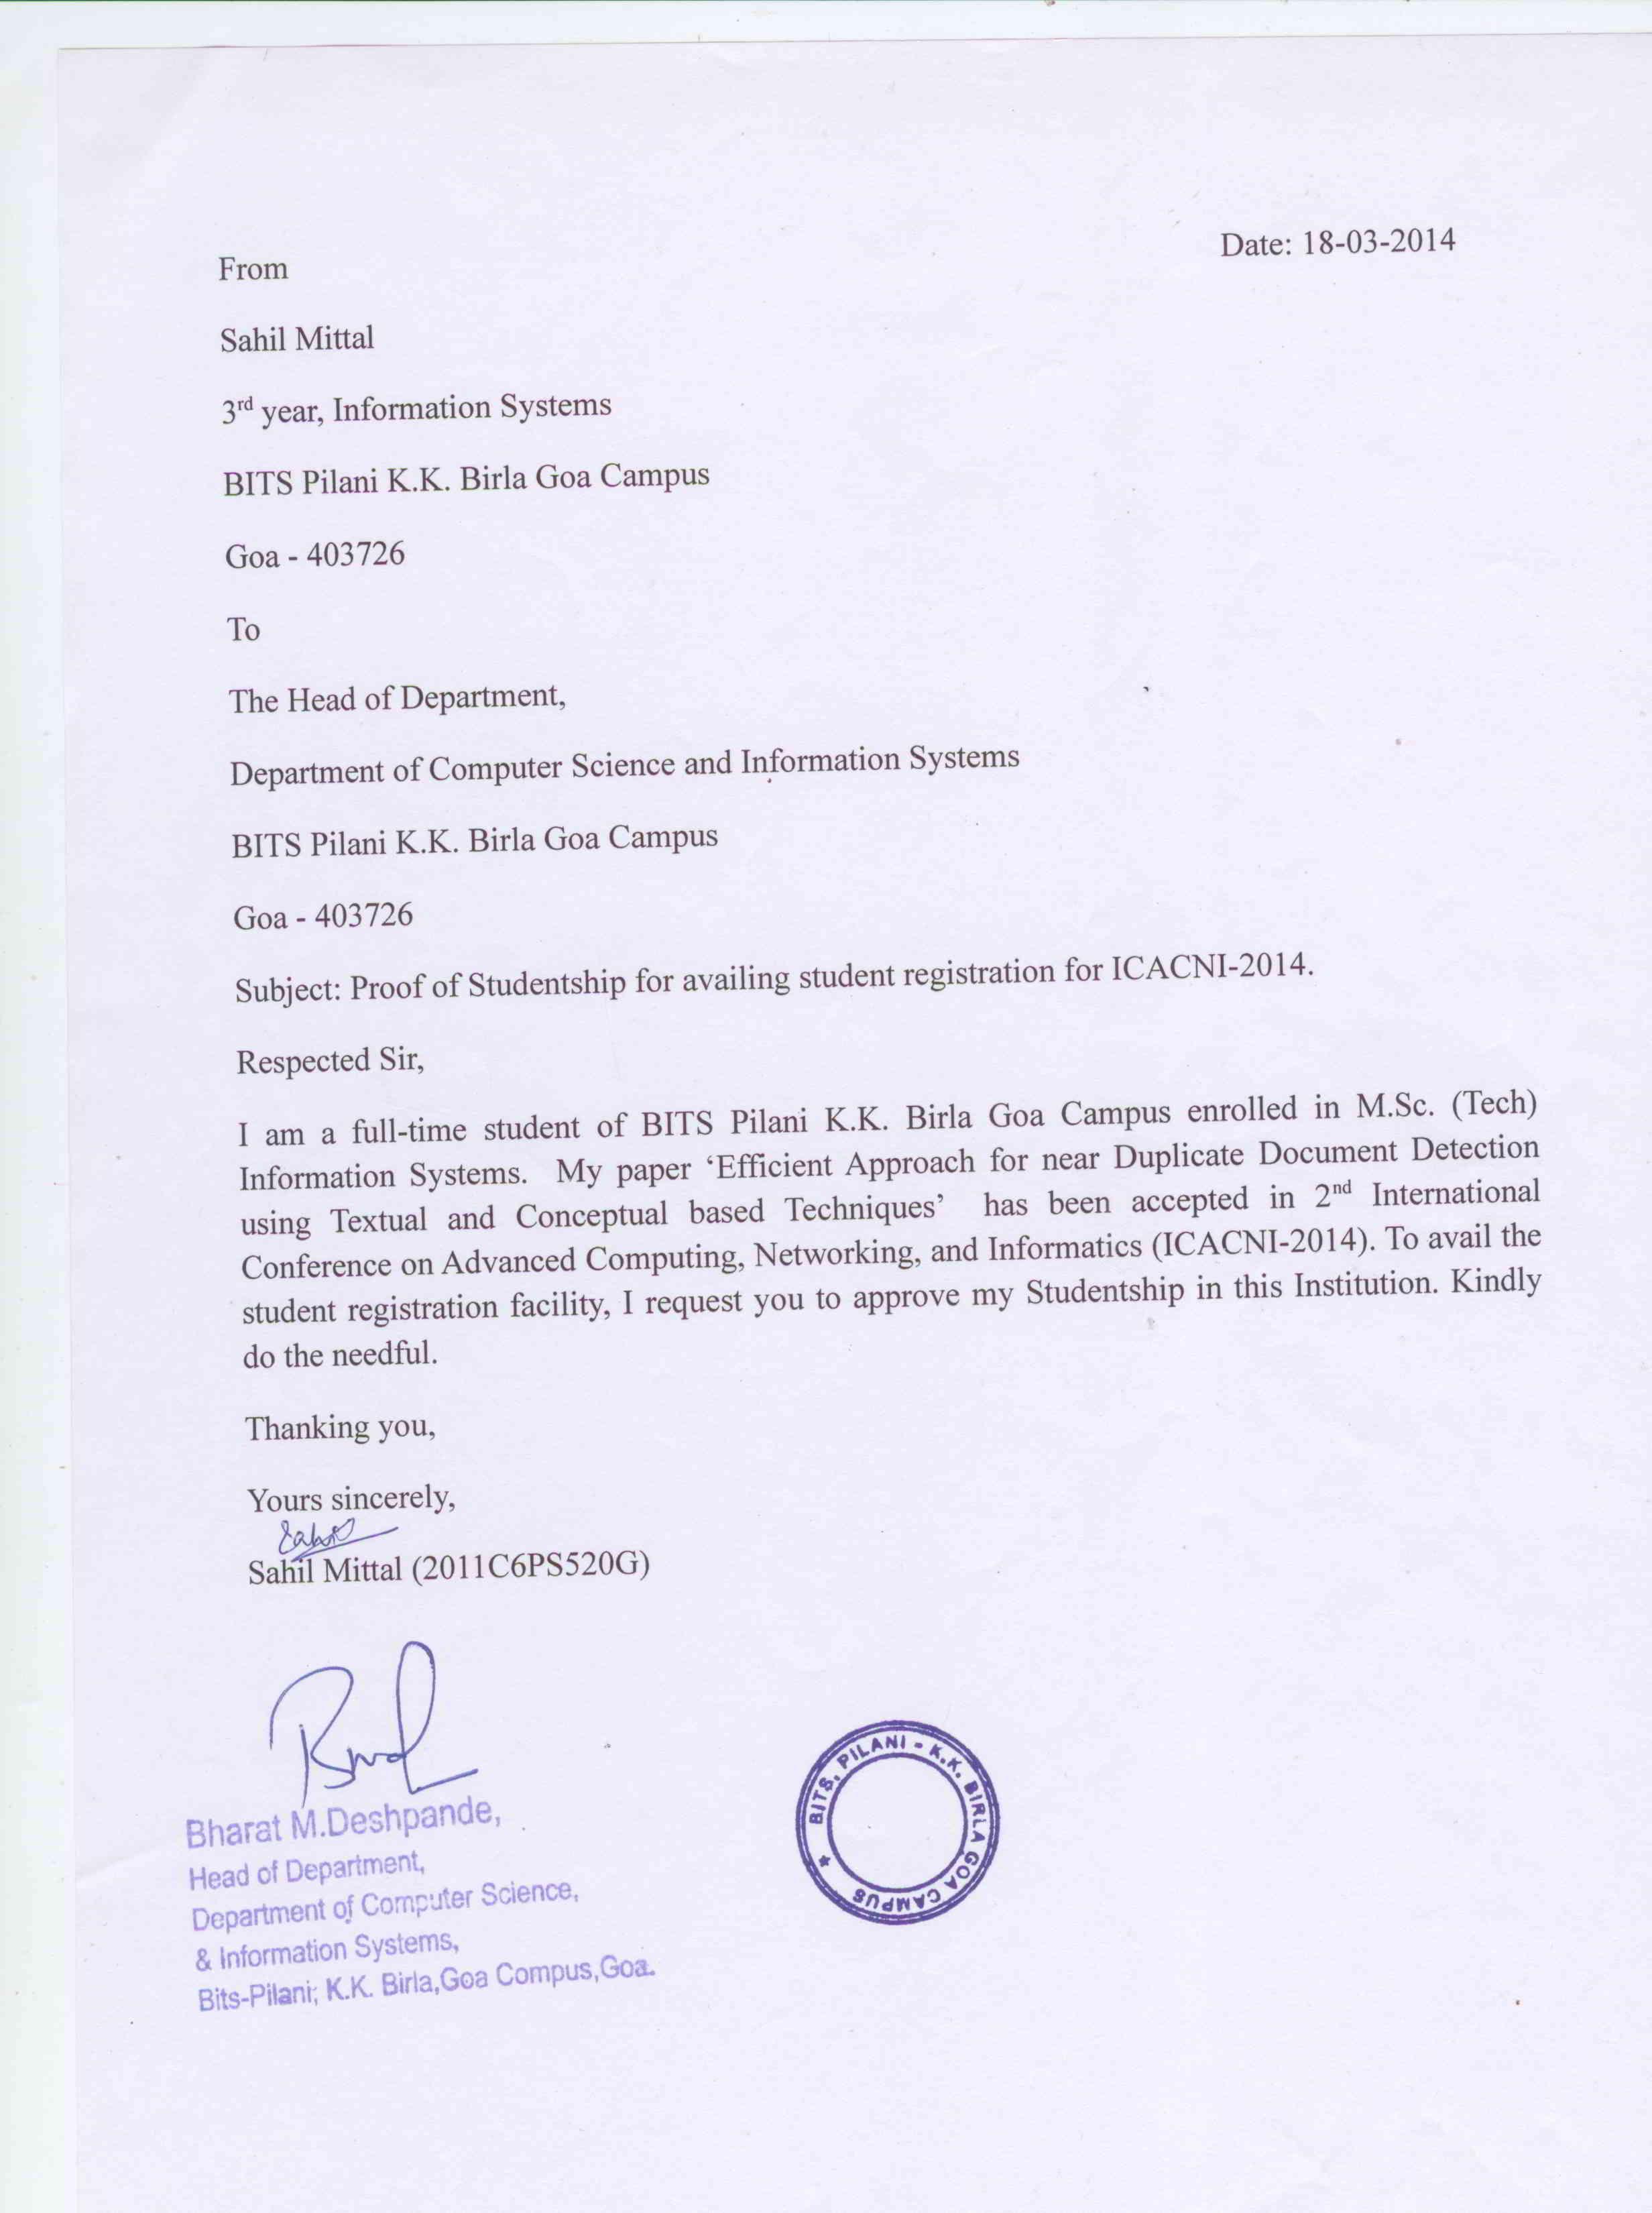 Date: 18-03-2014
From
Sahil Mittal
3rd year, Information Systems
BITS Pilani K.K. Birla Goa Campus
Goa - 403726
To
The Head of Department,
Department of Computer Science and Information Systems
BITS Pilani K.K. Birla Goa Campus
Goa - 403726
Subject: Proof of Studentship for availing student registration for ICACNI-2014.
Respected Sir,
I am a full-time student of BITS Pilani K.K. Birla Goa Campus enrolled in M.Sc. (Tech)
Information Systems. My paper ‘Efficient Approach for near Duplicate Document Detection
using Textual and Conceptual based Techniques’ has been accepted in 2nd International
Conference on Advanced Computing, Networking, and Informatics (ICACNI-2014). To avail the
student registration facility, I request you to approve my Studentship in this Institution. Kindly
do the needful.
Thanking you,
Yours sincerely,
Sahil Mittal (2011C6PS520G)
Bharat M.Deshpande,
Head of Department,
Department of Computer Science,
& Information Systems,
Bits-Pilani; K.K. Birla,Goa Compus,Goa.
BITS, PILANI - K.K. BIRLA GOA CAMPUS